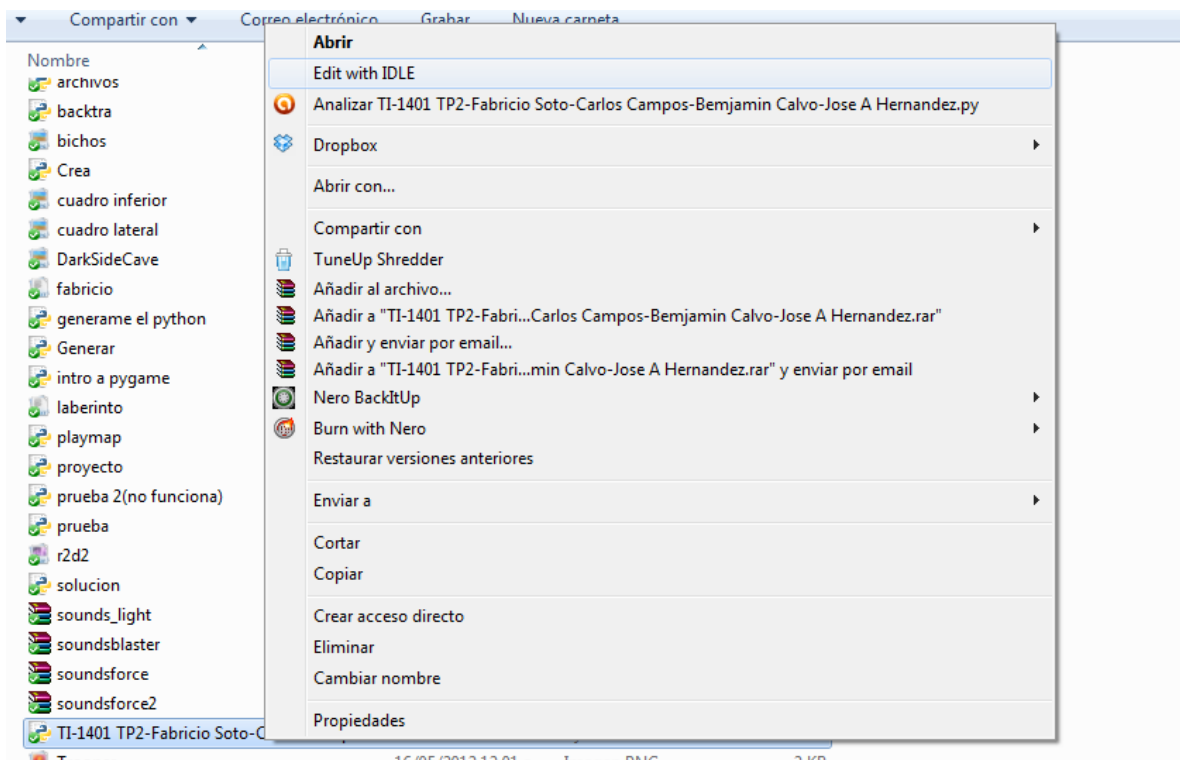 Compartir con
Correo electrónico
Grabar
Nueva carpeta
Nombre
archivos
backtra
bichos
Crea
cuadro inferior
cuadro lateral
DarkSideCave
fabricio
generame el python
Generar
intro a pygame
laberinto
playmap
proyecto
prueba 2(no funciona)
prueba
r2d2
solucion
sounds_light
soundsblaster
soundsforce
soundsforce2
TI-1401 TP2-Fabricio Soto-C
Abrir
Edit with IDLE
Analizar TI-1401 TP2-Fabricio Soto-Carlos Campos-Bemjamin Calvo-Jose A Hernandez.py
Dropbox
Abrir con...
Compartir con
TuneUp Shredder
Añadir al archivo...
Añadir a "TI-1401 TP2-Fabri...Carlos Campos-Bemjamin Calvo-Jose A Hernandez.rar"
Añadir y enviar por email...
Añadir a "TI-1401 TP2-Fabri...min Calvo-Jose A Hernandez.rar" y enviar por email
Nero BackItUp
Burn with Nero
Restaurar versiones anteriores
Enviar a
Cortar
Copiar
Crear acceso directo
Eliminar
Cambiar nombre
Propiedades